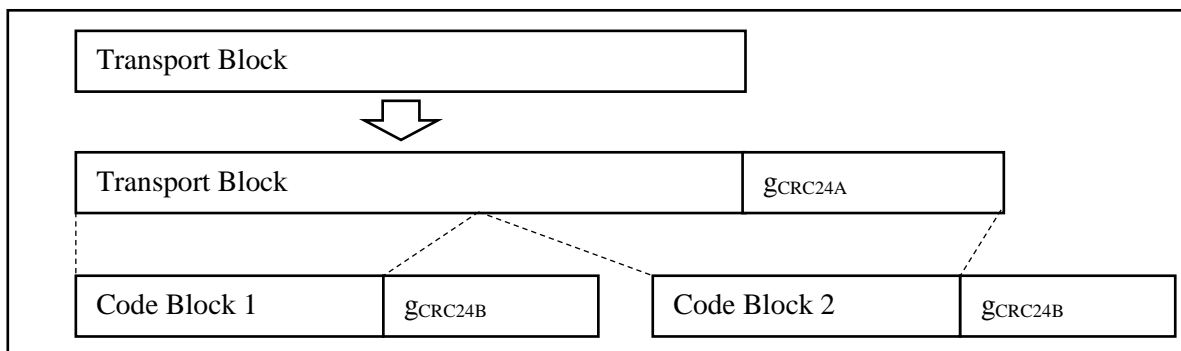 Transport Block
Transport Block gCRC24A
Code Block 1 gCRC24B Code Block 2 gCRC24B